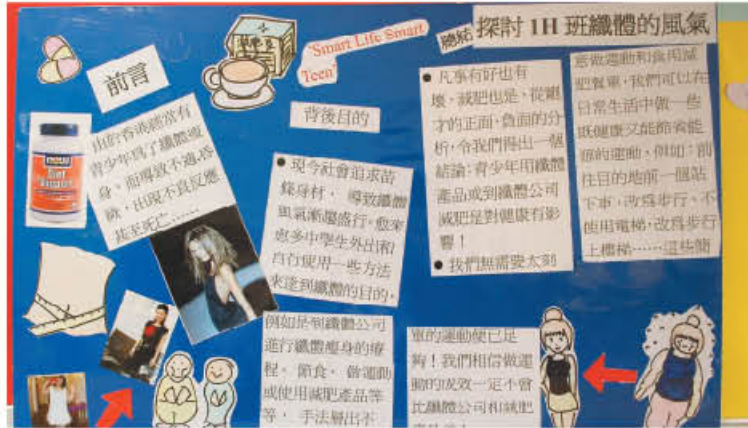 探討 1H 班纖體的風氣
"Smart Life Smart
Teen"
總結
前言
由於香港經常有
青少年為了纖體瘦
身。而導致不適,昏
厥,出現不良反應
甚至死亡……
背後目的
● 現今社會追求苗
條身材, 導致纖體
風氣漸趨盛行,愈來
愈多中學生外出和
自行使用一些方法
來達到纖體的目的。
例如是到纖體公司
進行纖體瘦身的療
程、節食、做運動
或使用減肥產品等
等, 手法層出不
● 凡事有好也有
壞,減肥也是,從剛
才的正面,負面的分
析,令我們得出一個
結論:青少年用纖體
產品或到纖體公司
減肥是對健康有影
響!
● 我們無需要太刻
意做運動和食用減
肥餐單,我們可以在
日常生活中做一些
既健康又能節省能
源的運動,例如:前
往目的地前一個站
下車,改為步行、不
使用電梯,改為步行
上樓梯……這些簡
單的運動便已足
夠!我們相信做運
動的成效一定不會
比纖體公司和減肥
NOW
Diet